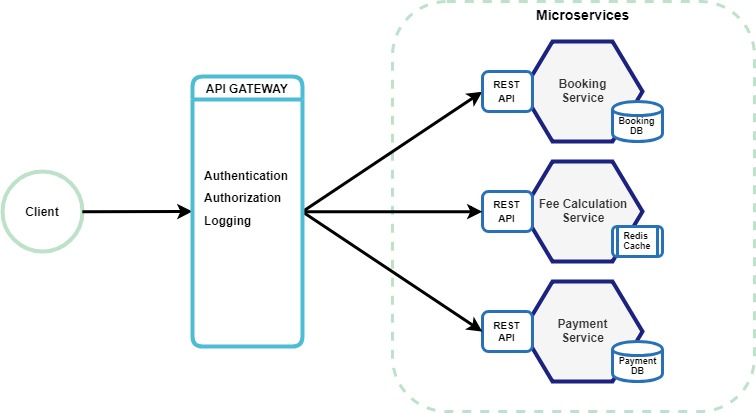 Microservices
API GATEWAY
Authentication
Authorization
Logging
Client
REST
API
Booking
Service
Booking
DB
REST
API
Fee Calculation
Service
Redis
Cache
REST
API
Payment
Service
Payment
DB